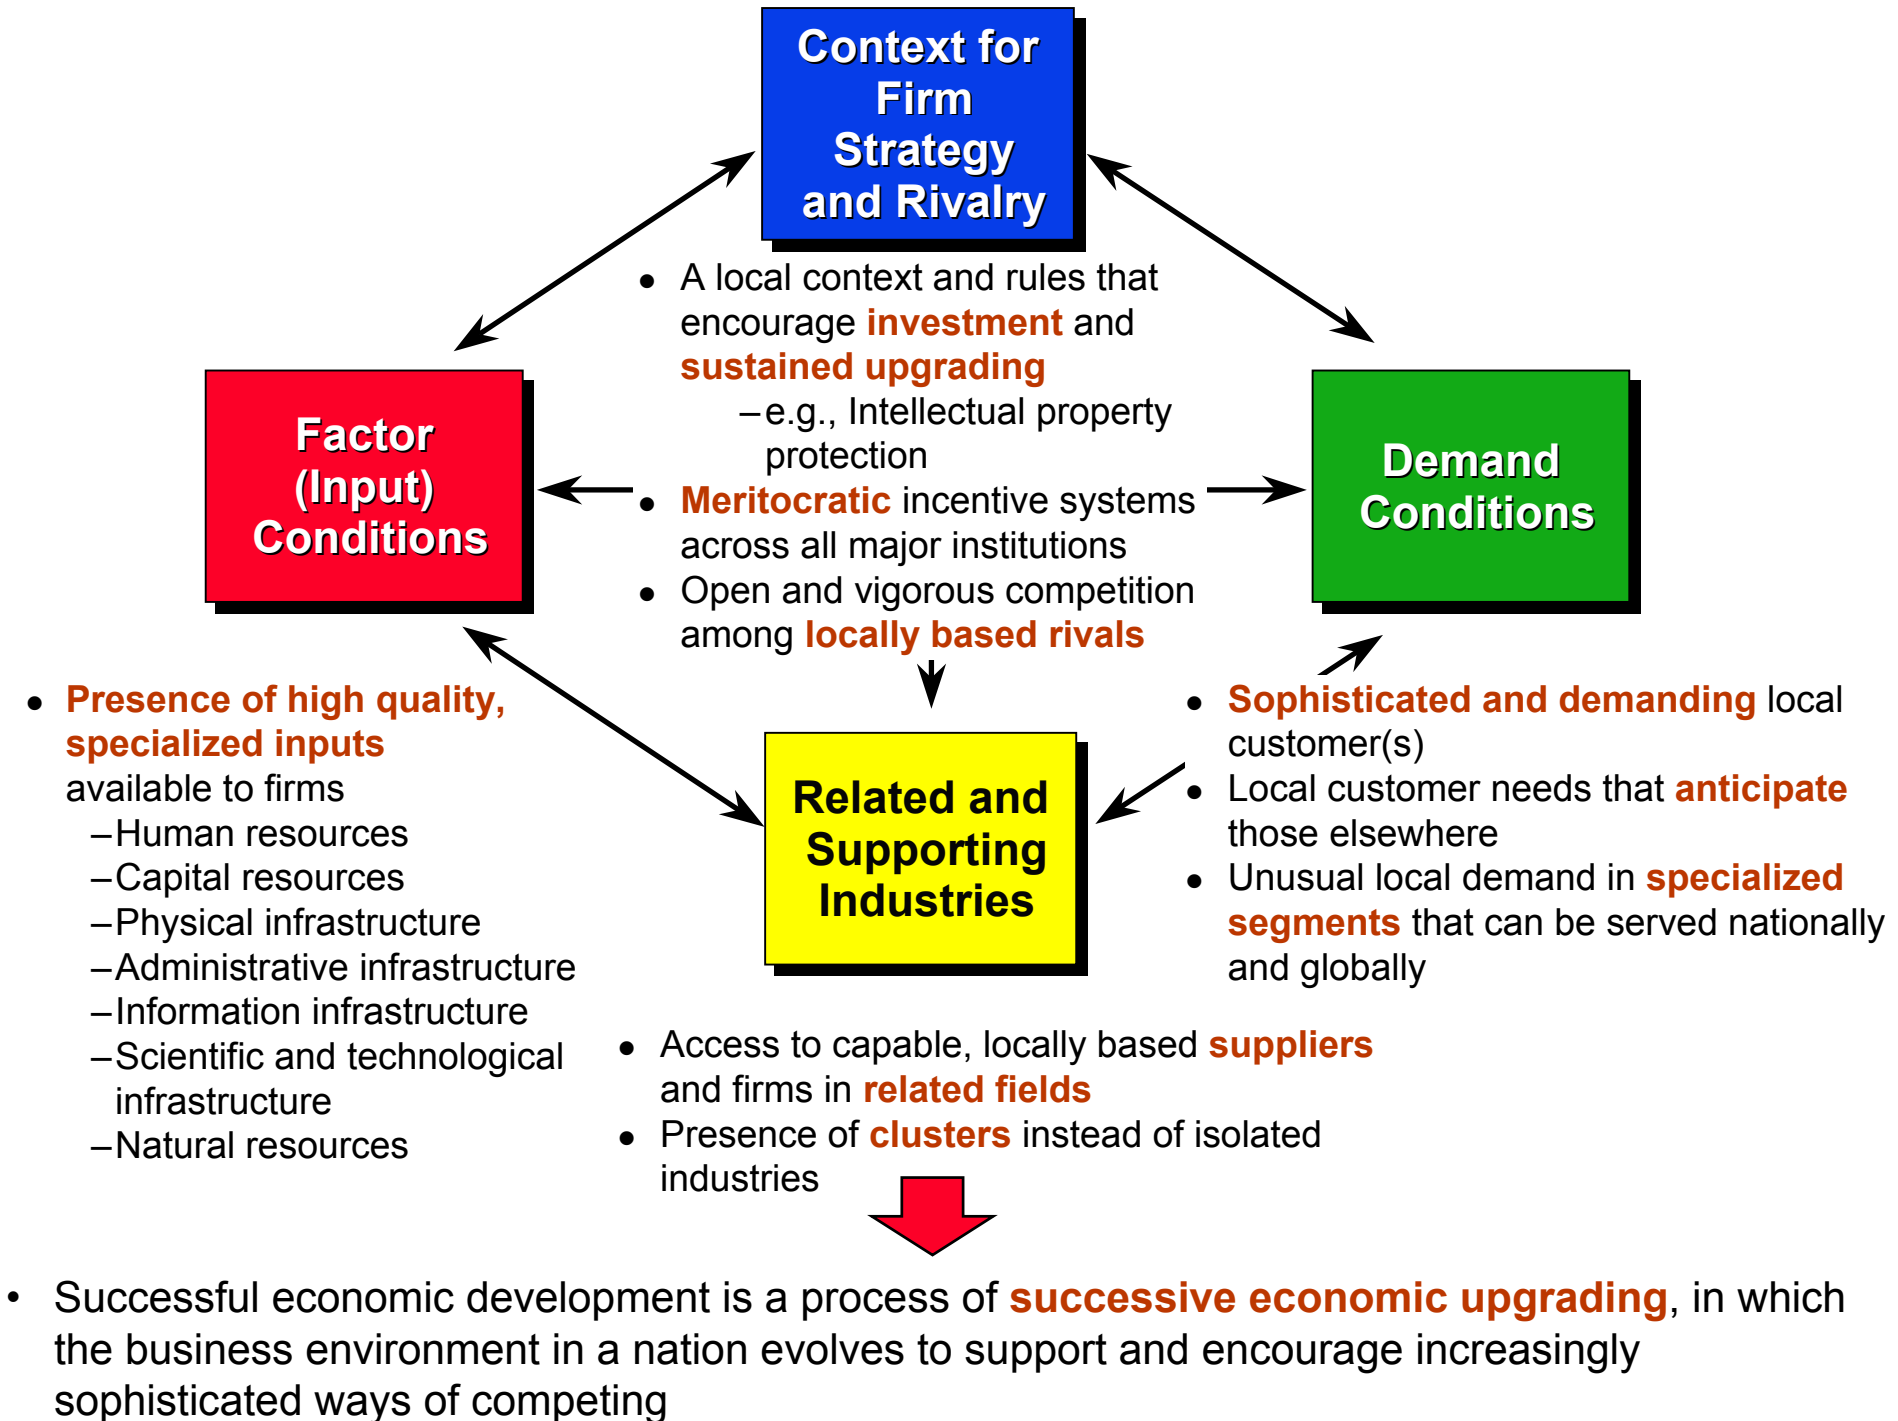 Context for
Firm
Strategy
and Rivalry
● A local context and rules that
encourage investment and
sustained upgrading
–e.g., Intellectual property
protection
● Meritocratic incentive systems
across all major institutions
● Open and vigorous competition
among locally based rivals
Factor
(Input)
Conditions
Demand
Conditions
● Presence of high quality,
specialized inputs
available to firms
–Human resources
–Capital resources
–Physical infrastructure
–Administrative infrastructure
–Information infrastructure
–Scientific and technological
infrastructure
–Natural resources
Related and
Supporting
Industries
● Sophisticated and demanding local
customer(s)
● Local customer needs that anticipate
those elsewhere
● Unusual local demand in specialized
segments that can be served nationally
and globally
● Access to capable, locally based suppliers
and firms in related fields
● Presence of clusters instead of isolated
industries
• Successful economic development is a process of successive economic upgrading, in which
the business environment in a nation evolves to support and encourage increasingly
sophisticated ways of competing